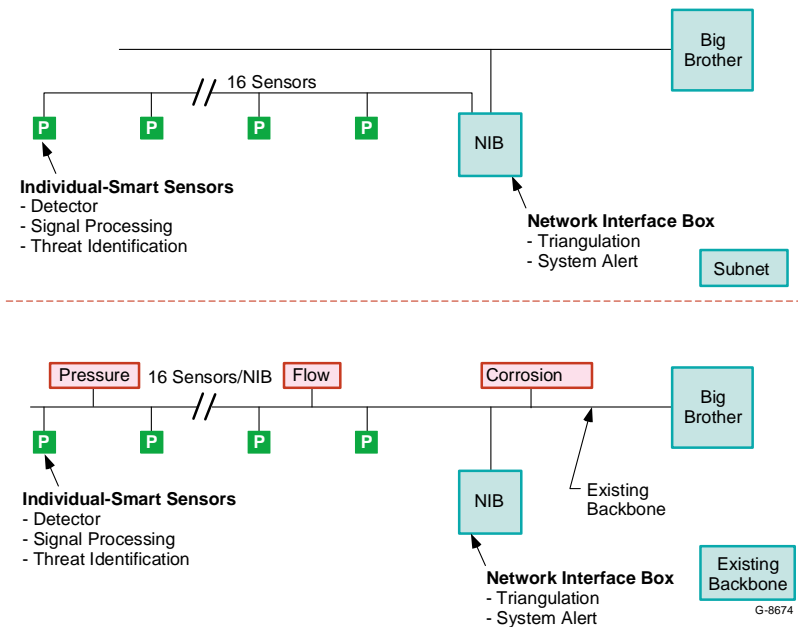 Big
Brother
16 Sensors
P
P
P
P
NIB
Individual-Smart Sensors
- Detector
- Signal Processing
- Threat Identification
Network Interface Box
- Triangulation
- System Alert
Subnet
Pressure
16 Sensors/NIB
Flow
Corrosion
Big
Brother
P
P
P
P
NIB
Existing
Backbone
Individual-Smart Sensors
- Detector
- Signal Processing
- Threat Identification
Network Interface Box
- Triangulation
- System Alert
Existing
Backbone
G-8674